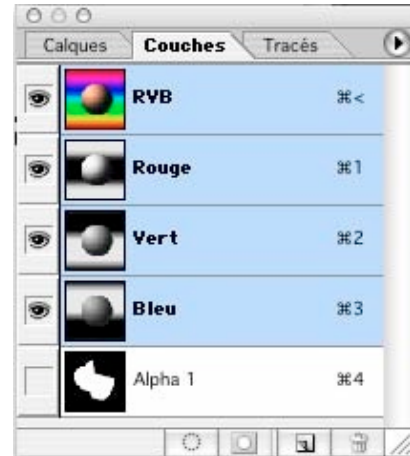 Calques Couches Tracés
RVB ⌘<
Rouge ⌘1
Vert ⌘2
Bleu ⌘3
Alpha 1 ⌘4